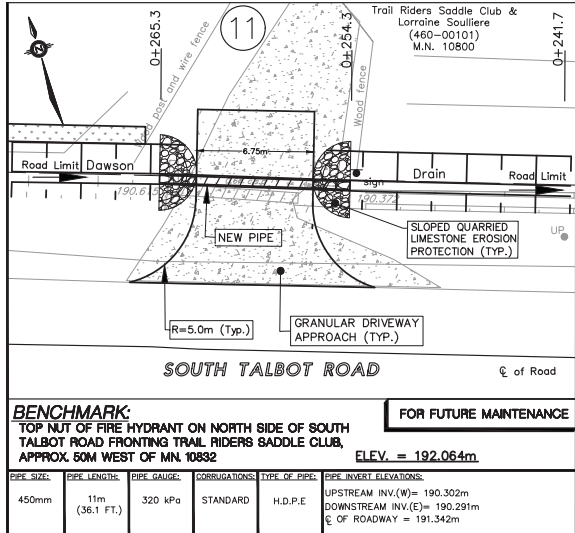 Trail Riders Saddle Club &
Lorraine Soulliere
(460-00101)
M.N. 10800
11
N
0+265.3
0+254.3
0+241.7
Wood post and wire fence
Wood fence
6.75m
Road Limit
Dawson
Drain
Road Limit
190.615
190.372
Sign
UP
NEW PIPE
SLOPED QUARRIED
LIMESTONE EROSION
PROTECTION (TYP.)
R=5.0m (Typ.)
GRANULAR DRIVEWAY
APPROACH (TYP.)
SOUTH TALBOT ROAD
℄ of Road
BENCHMARK:
TOP NUT OF FIRE HYDRANT ON NORTH SIDE OF SOUTH
TALBOT ROAD FRONTING TRAIL RIDERS SADDLE CLUB,
APPROX. 50M WEST OF MN. 10832
ELEV. = 192.064m
FOR FUTURE MAINTENANCE
PIPE SIZE:
450mm
PIPE LENGTH:
11m
(36.1 FT.)
PIPE GAUGE:
320 kPa
CORRUGATIONS:
STANDARD
TYPE OF PIPE:
H.D.P.E
PIPE INVERT ELEVATIONS:
UPSTREAM INV.(W)= 190.302m
DOWNSTREAM INV.(E)= 190.291m
℄ OF ROADWAY = 191.342m